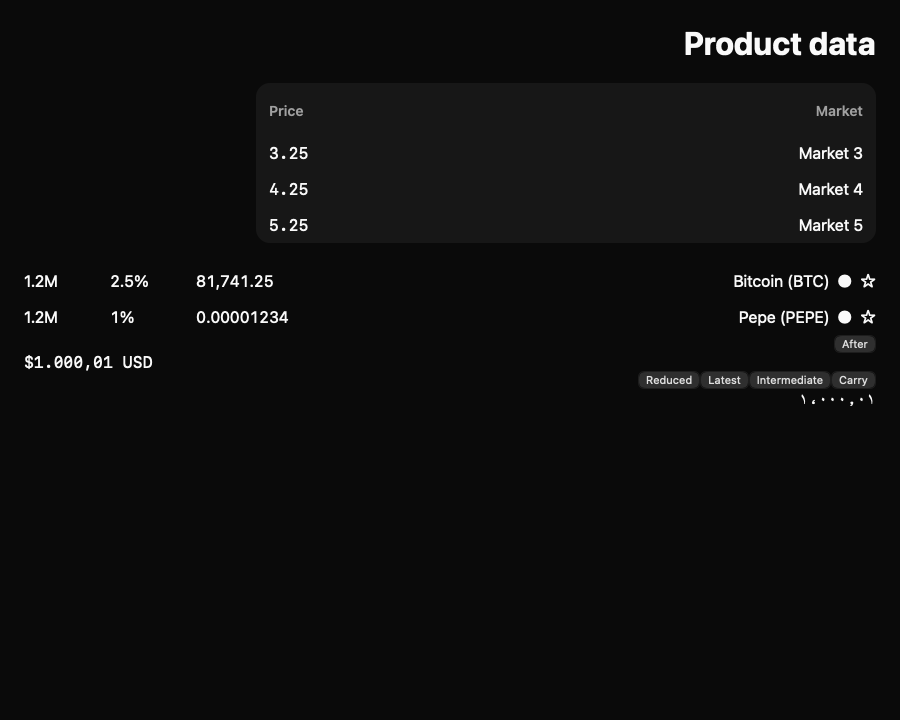 Product data
Price Market
3.25 Market 3
4.25 Market 4
5.25 Market 5
1.2M 2.5% 81,741.25 Bitcoin (BTC)
1.2M 1% 0.00001234 Pepe (PEPE)
After
$1.000,01 USD
Reduced Latest Intermediate Carry
١٬٠٠٠٫٠١